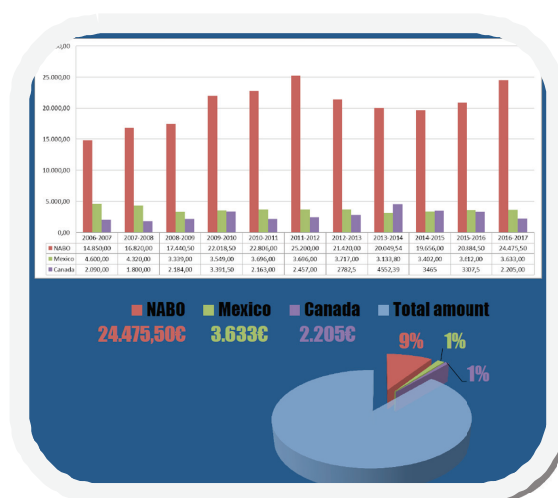 25.000,00
20.000,00
15.000,00
10.000,00
5.000,00
0,00
2006-2007 2007-2008 2008-2009 2009-2010 2010-2011 2011-2012 2012-2013 2013-2014 2014-2015 2015-2016 2016-2017
NABO 14.850,00 16.820,00 17.440,50 22.018,50 22.806,00 25.200,00 21.420,00 20.049,54 19.656,00 20.884,50 24.475,50
Mexico 4.600,00 4.320,00 3.339,00 3.549,00 3.696,00 3.696,00 3.717,00 3.133,80 3.402,00 3.612,00 3.633,00
Canada 2.090,00 1.800,00 2.184,00 3.391,50 2.163,00 2.457,00 2782,5 4552,39 3465 3307,5 2.205,00
NABO Mexico Canada Total amount
24.475,50€ 3.633€ 2.205€
9% 1%
1%